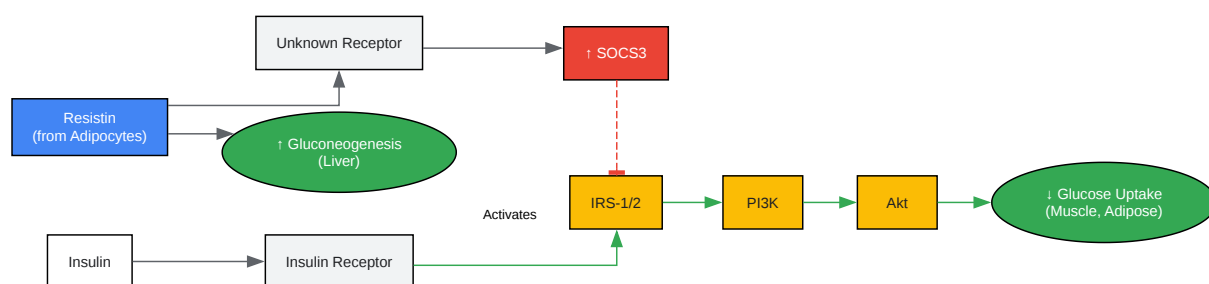 Unknown Receptor
↑ SOCS3
Resistin
(from Adipocytes)
↑ Gluconeogenesis
(Liver)
IRS-1/2
PI3K
Akt
↓ Glucose Uptake
(Muscle, Adipose)
Activates
Insulin
Insulin Receptor